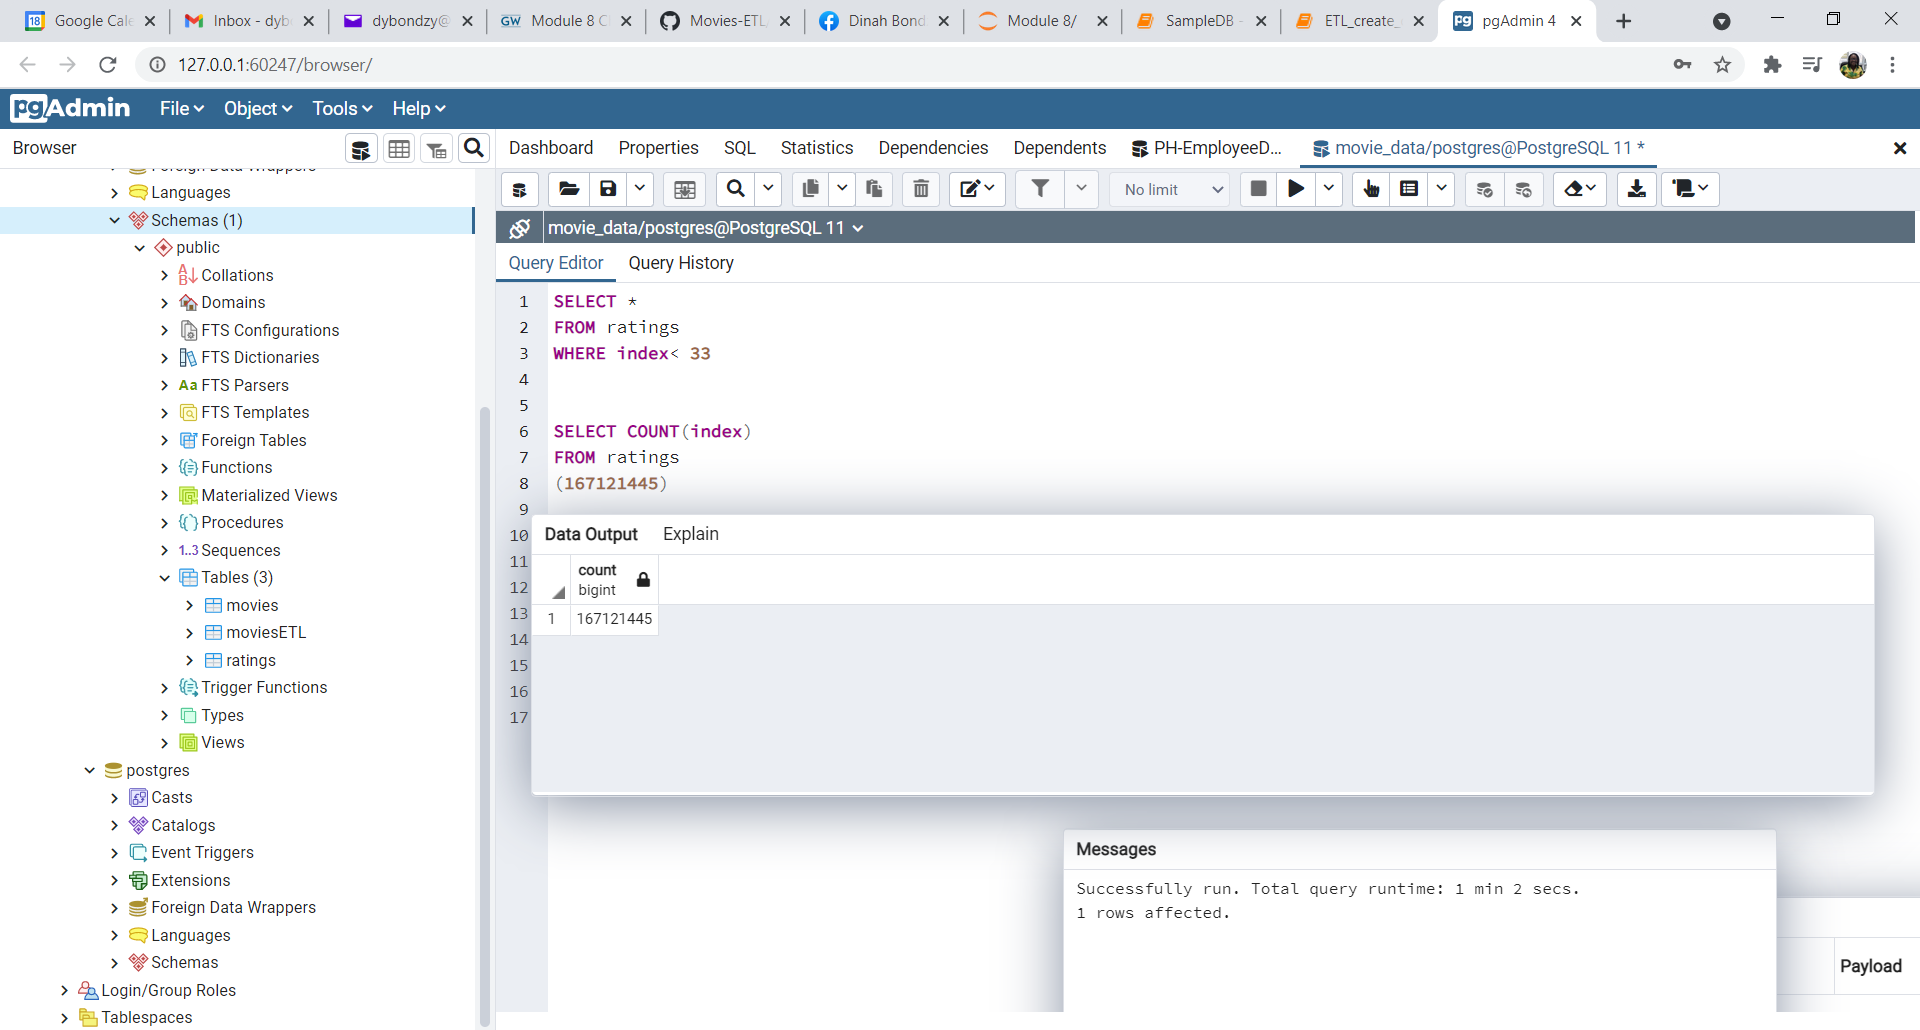 Google Cale
Inbox - dyb
dybondzy@
GW Module 8 C
Movies-ETL
Dinah Bond
Module 8/
SampleDB -
ETL_create_
pgAdmin 4
127.0.0.1:60247/browser/
pgAdmin File Object Tools Help
Browser
Dashboard Properties SQL Statistics Dependencies Dependents PH-EmployeeD... movie_data/postgres@PostgreSQL 11 *
No limit
movie_data/postgres@PostgreSQL 11
Query Editor Query History
Languages
Schemas (1)
public
Collations
Domains
FTS Configurations
FTS Dictionaries
Aa FTS Parsers
FTS Templates
Foreign Tables
Functions
Materialized Views
Procedures
1..3 Sequences
Tables (3)
movies
moviesETL
ratings
Trigger Functions
Types
Views
postgres
Casts
Catalogs
Event Triggers
Extensions
Foreign Data Wrappers
Languages
Schemas
Login/Group Roles
Tablespaces
1 SELECT *
2 FROM ratings
3 WHERE index< 33
4
5
6 SELECT COUNT(index)
7 FROM ratings
8 (167121445)
9
10
11
12
13
14
15
16
17
Data Output Explain
count
bigint
1 167121445
Messages
Successfully run. Total query runtime: 1 min 2 secs.
1 rows affected.
Payload